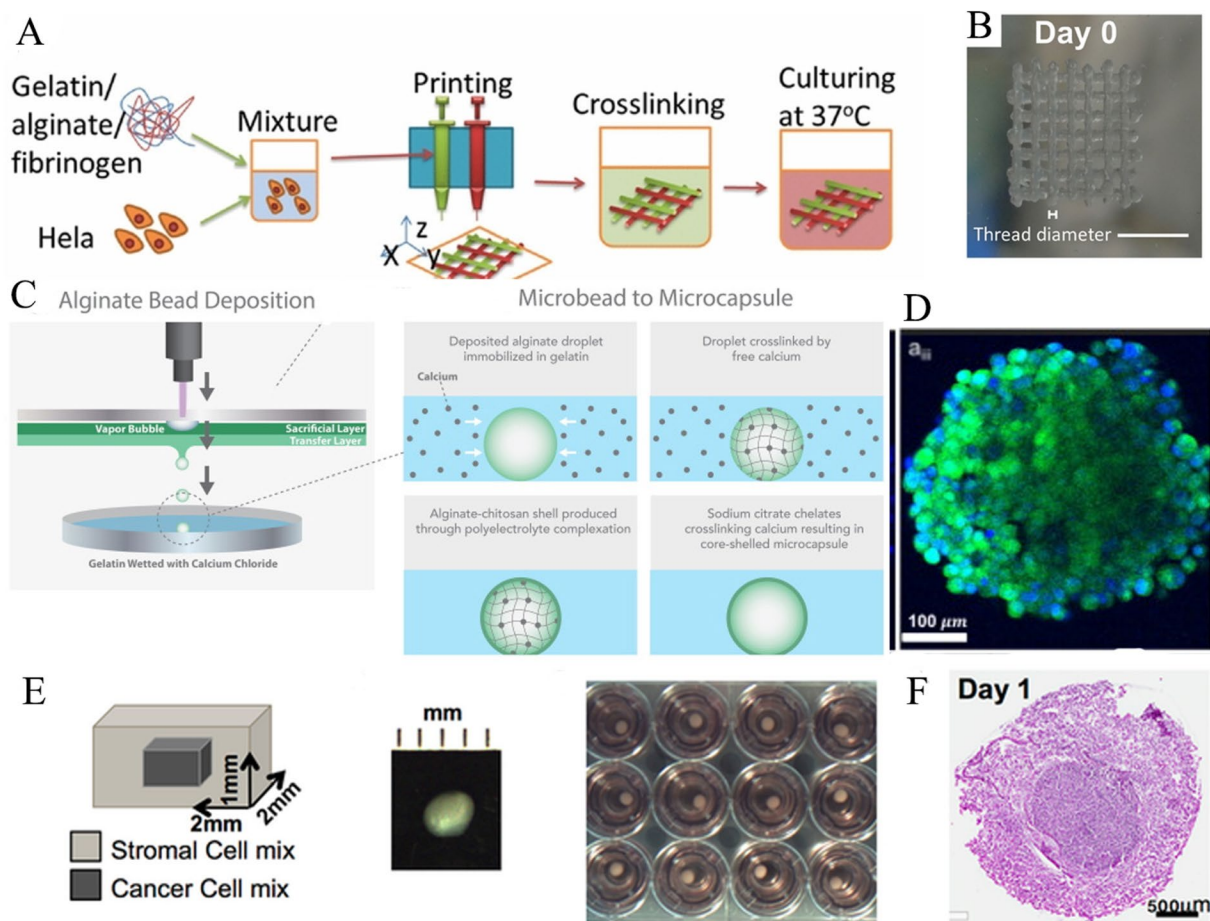 A
Gelatin/
alginate/
fibrinogen
Hela
Mixture
Printing
Z
X
Y
Crosslinking
Culturing
at 37°C
B
Day 0
Thread diameter
C
Alginate Bead Deposition
Vapor Bubble
Sacrificial Layer
Transfer Layer
Gelatin Wetted with Calcium Chloride
Microbead to Microcapsule
Deposited alginate droplet
immobilized in gelatin
Calcium
Droplet crosslinked by
free calcium
Alginate-chitosan shell produced
through polyelectrolyte complexation
Sodium citrate chelates
crosslinking calcium resulting in
core-shelled microcapsule
D
aiii
100 μm
E
1mm
2mm
2mm
Stromal Cell mix
Cancer Cell mix
mm
F
Day 1
500μm